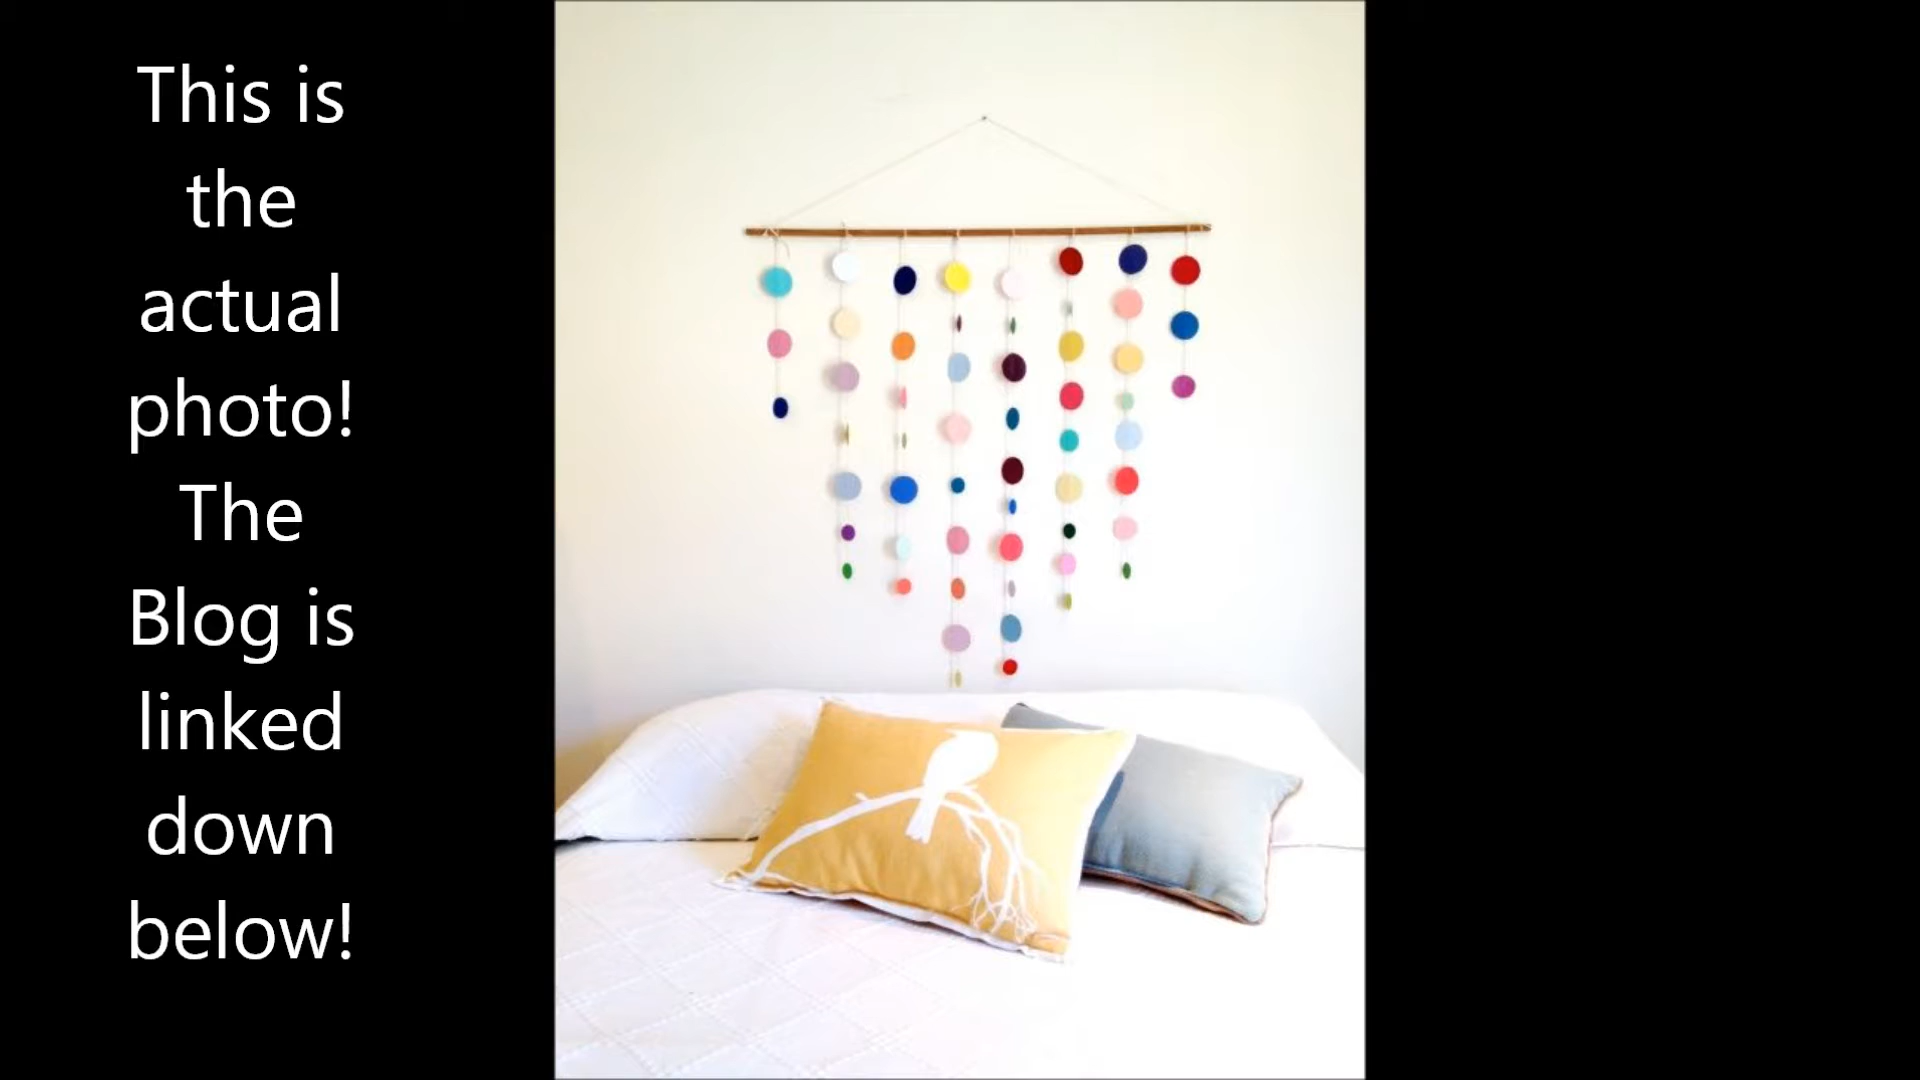 This is
the
actual
photo!
The
Blog is
linked
down
below!